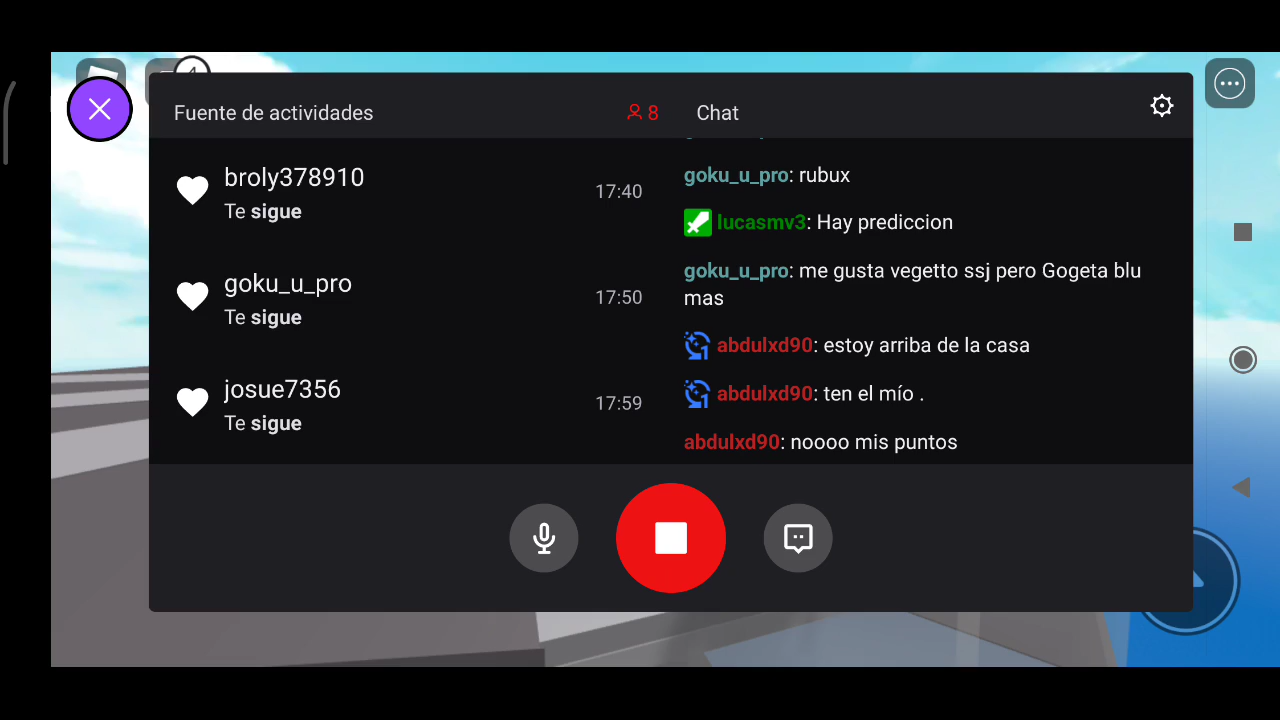 Fuente de actividades
8
Chat
broly378910
Te sigue
17:40
goku_u_pro
Te sigue
17:50
josue7356
Te sigue
17:59
goku_u_pro: rubux
lucasmv3: Hay prediccion
goku_u_pro: me gusta vegetto ssj pero Gogeta blu
mas
abdulxd90: estoy arriba de la casa
abdulxd90: ten el mío .
abdulxd90: noooo mis puntos